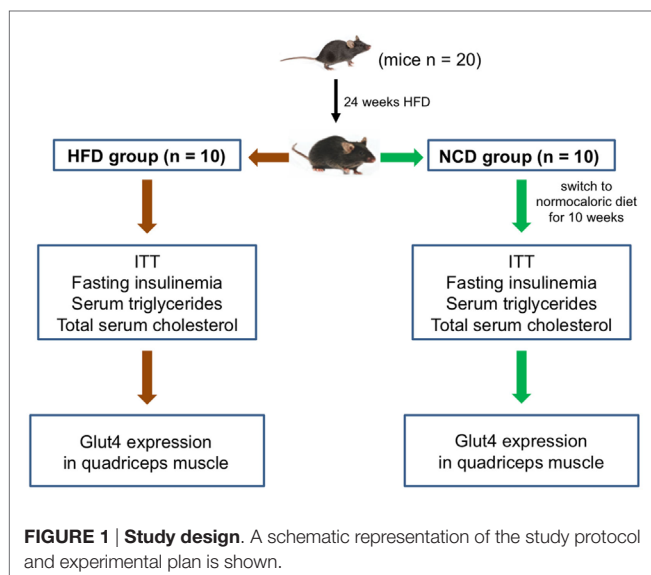 (mice n = 20)
24 weeks HFD
HFD group (n = 10)
NCD group (n = 10)
switch to
normocaloric diet
for 10 weeks
ITT
Fasting insulinemia
Serum triglycerides
Total serum cholesterol
ITT
Fasting insulinemia
Serum triglycerides
Total serum cholesterol
Glut4 expression
in quadriceps muscle
Glut4 expression
in quadriceps muscle
FIGURE 1 | Study design. A schematic representation of the study protocol
and experimental plan is shown.